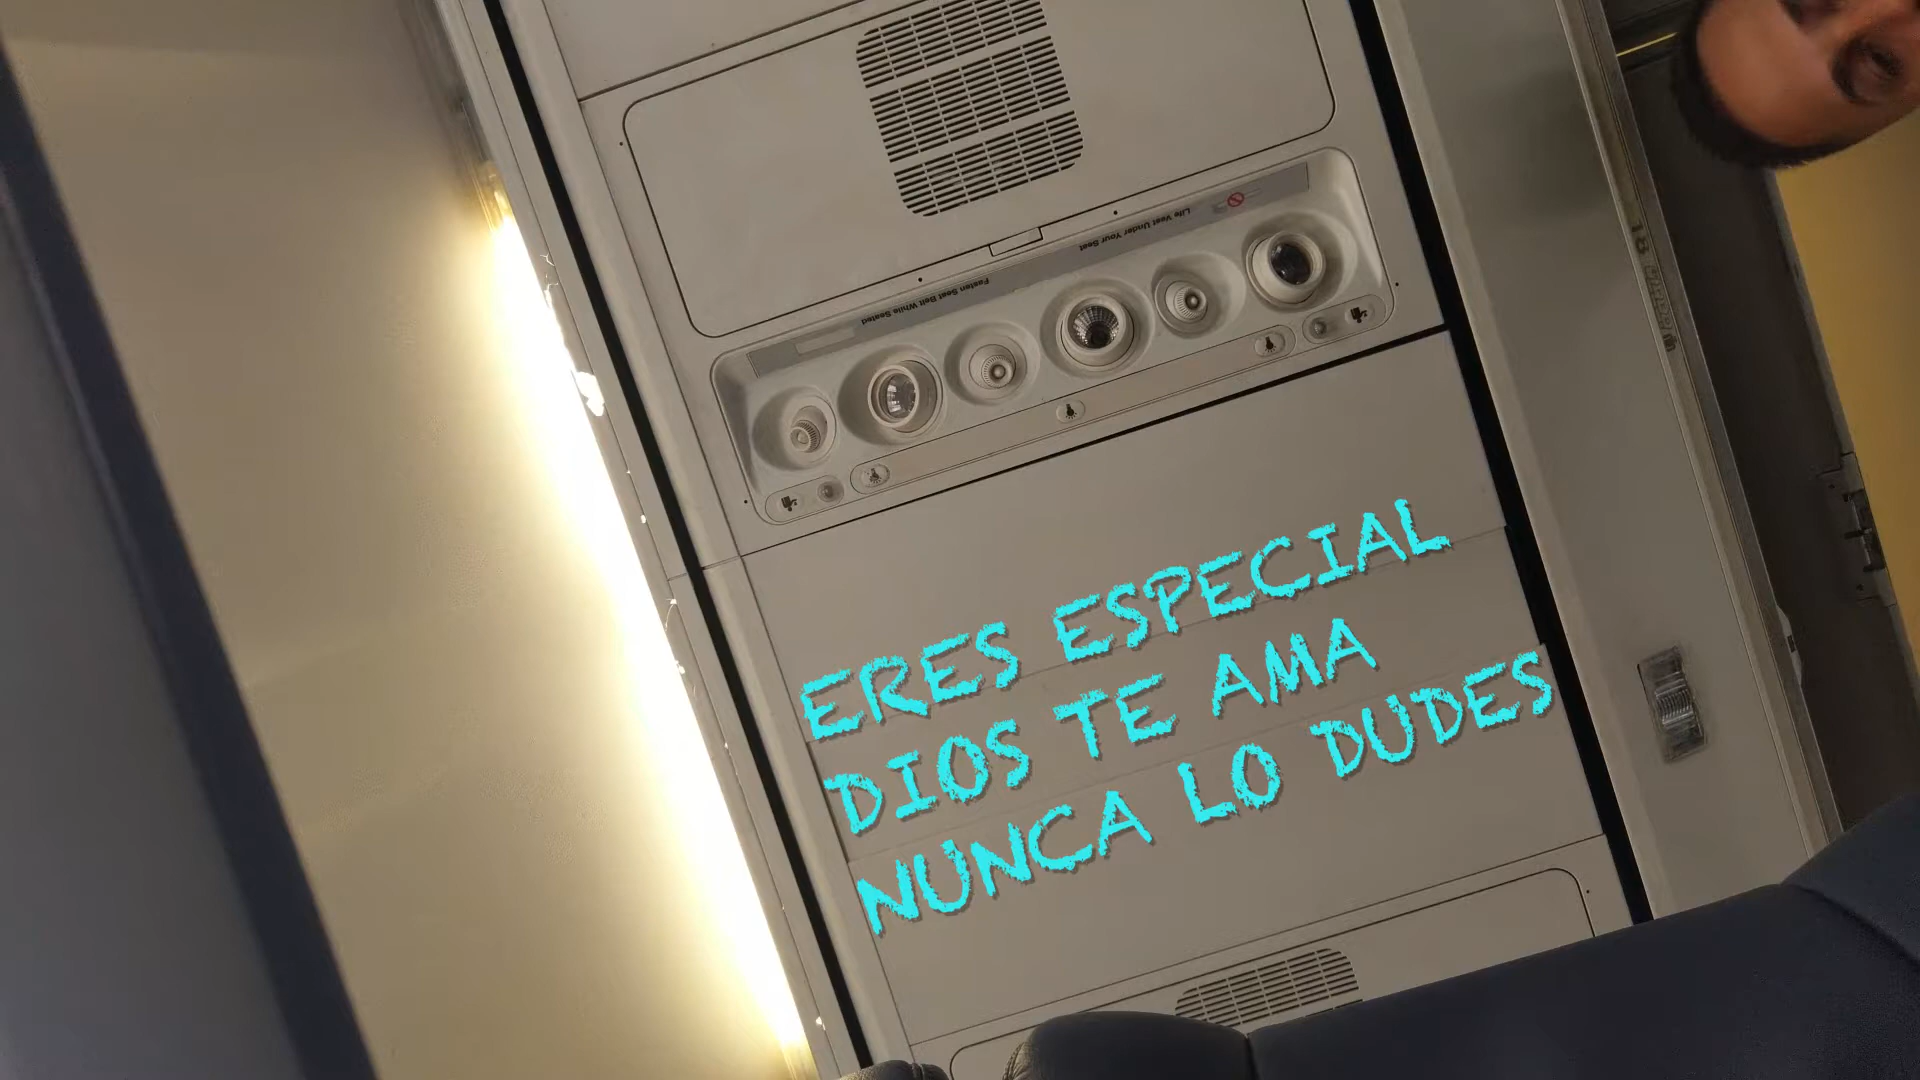 Life Vest Under Your Seat
Fasten Seat Belt While Seated
ERES ESPECIAL
DIOS TE AMA
NUNCA LO DUDES